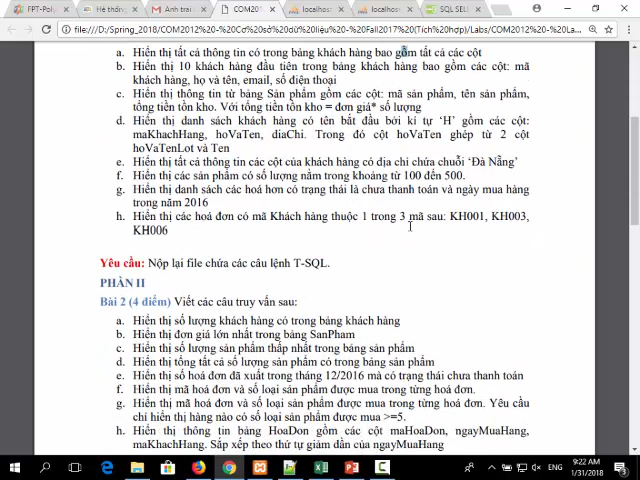 FPT-Poly
Hệ thống
Ảnh trai
COM201
localhos
localhos
SQL SEL
D:/Spring_2018/COM2012 -%20Cơ%20sở%20dữ%20liệu%20-%20Fall2017%20(Tích hợp)/Labs/COM2012 -%20-%20La
a. Hiển thị tất cả thông tin có trong bảng khách hàng bao gồm tất cả các cột
b. Hiển thị 10 khách hàng đầu tiên trong bảng khách hàng bao gồm các cột: mã
khách hàng, họ và tên, email, số điện thoại
c. Hiển thị thông tin từ bảng Sản phẩm gồm các cột: mã sản phẩm, tên sản phẩm,
tổng tiền tồn kho. Với tổng tiền tồn kho = đơn giá* số lượng
d. Hiển thị danh sách khách hàng có tên bắt đầu bởi kí tự ‘H’ gồm các cột:
maKhachHang, hoVaTen, diaChi. Trong đó cột hoVaTen ghép từ 2 cột
hoVaTenLot và Ten
e. Hiển thị tất cả thông tin các cột của khách hàng có địa chỉ chứa chuỗi ‘Đà Nẵng’
f. Hiển thị các sản phẩm có số lượng nằm trong khoảng từ 100 đến 500.
g. Hiển thị danh sách các hoá hơn có trạng thái là chưa thanh toán và ngày mua hàng
trong năm 2016
h. Hiển thị các hoá đơn có mã Khách hàng thuộc 1 trong 3 mã sau: KH001, KH003,
KH006
Yêu cầu: Nộp lại file chứa các câu lệnh T-SQL.
PHẦN II
Bài 2 (4 điểm) Viết các câu truy vấn sau:
a. Hiển thị số lượng khách hàng có trong bảng khách hàng
b. Hiển thị đơn giá lớn nhất trong bảng SanPham
c. Hiển thị số lượng sản phẩm thấp nhất trong bảng sản phẩm
d. Hiển thị tổng tất cả số lượng sản phẩm có trong bảng sản phẩm
e. Hiển thị số hoá đơn đã xuất trong tháng 12/2016 mà có trạng thái chưa thanh toán
f. Hiển thị mã hoá đơn và số loại sản phẩm được mua trong từng hoá đơn.
g. Hiển thị mã hoá đơn và số loại sản phẩm được mua trong từng hoá đơn. Yêu cầu
chỉ hiển thị hàng nào có số loại sản phẩm được mua >=5.
h. Hiển thị thông tin bảng HoaDon gồm các cột maHoaDon, ngayMuaHang,
maKhachHang. Sắp xếp theo thứ tự giảm dần của ngayMuaHang
ENG
9:22 AM
1/31/2018